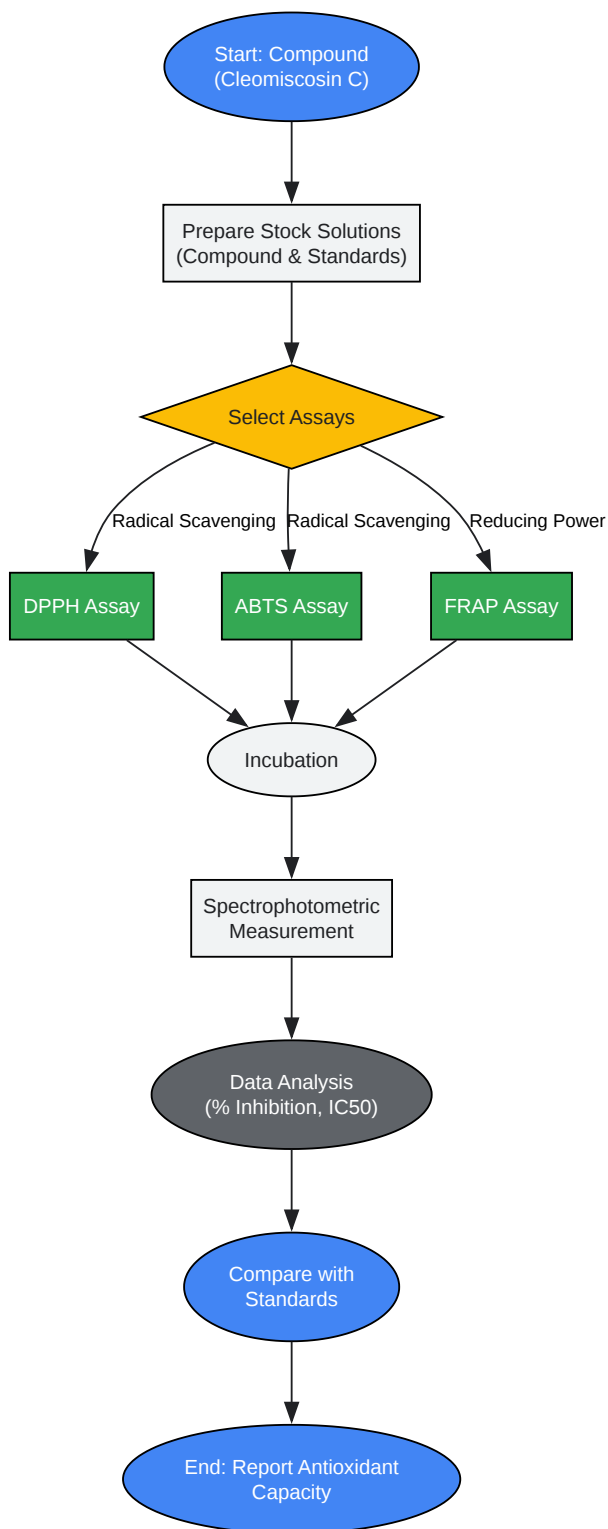 Start: Compound
(Cleomiscosin C)
Prepare Stock Solutions
(Compound & Standards)
Select Assays
Radical Scavenging
Radical Scavenging
Reducing Power
DPPH Assay
ABTS Assay
FRAP Assay
Incubation
Spectrophotometric
Measurement
Data Analysis
(% Inhibition, IC50)
Compare with
Standards
End: Report Antioxidant
Capacity